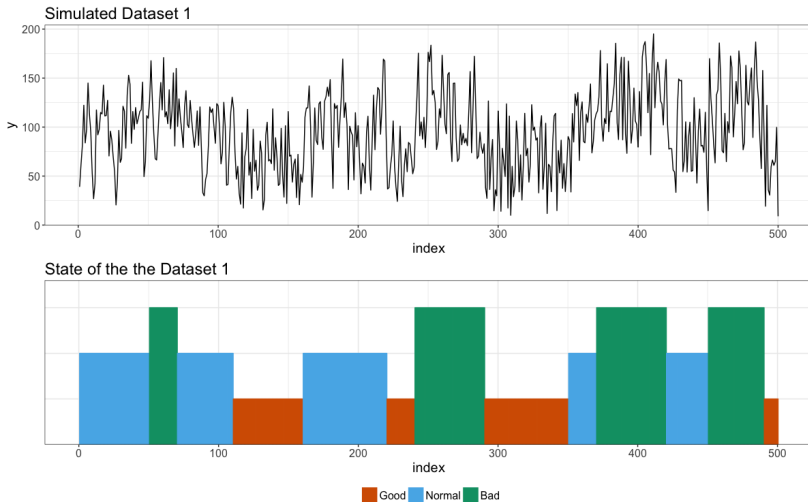 Simulated Dataset 1
200
150
100
50
0
y
0 100 200 300 400 500
index
State of the the Dataset 1
0 100 200 300 400 500
index
Good Normal Bad